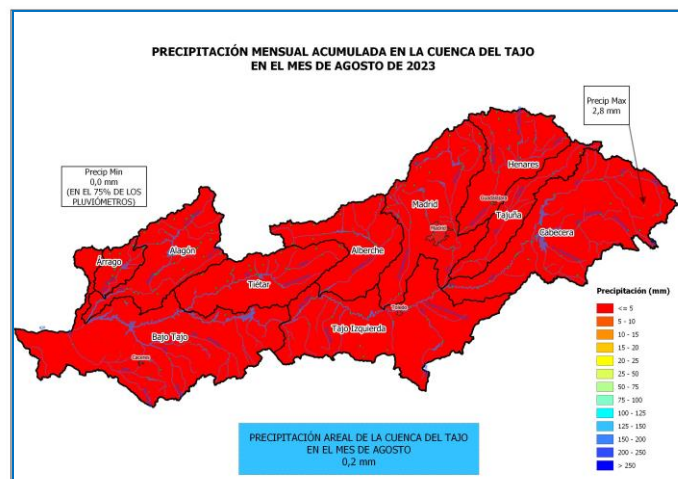 PRECIPITACIÓN MENSUAL ACUMULADA EN LA CUENCA DEL TAJO
EN EL MES DE AGOSTO DE 2023
Precip Max
2,8 mm
Precip Min
0,0 mm
(EN EL 75% DE LOS
PLUVIÓMETROS)
Henares
Madrid
Guadalajara
Tajuña
Madrid
Cabecera
Alagón
Árrago
Alberche
Tiétar
Toledo
Tajo Izquierda
Bajo Tajo
Cáceres
Precipitación (mm)
<= 5
5 - 10
10 - 15
15 - 20
20 - 25
25 - 50
50 - 75
75 - 100
100 - 125
125 - 150
150 - 200
200 - 250
> 250
PRECIPITACIÓN AREAL DE LA CUENCA DEL TAJO
EN EL MES DE AGOSTO
0,2 mm